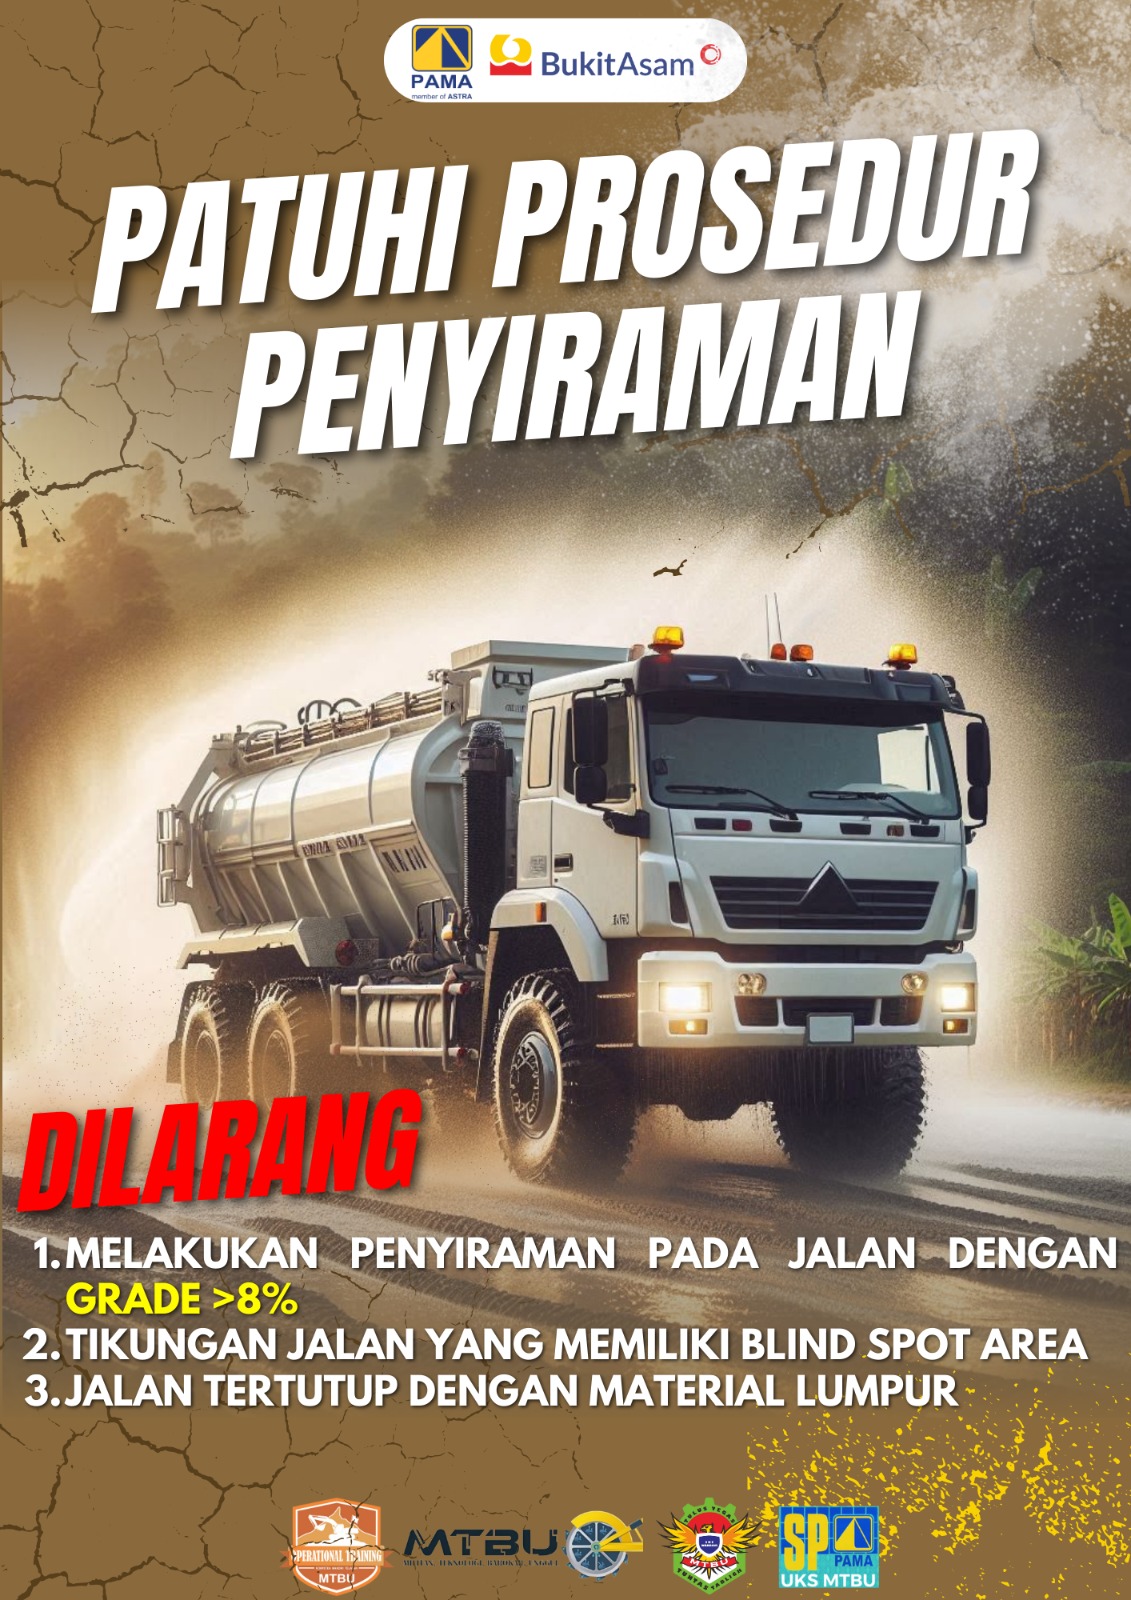 PAMA
member of ASTRA
BukitAsam
PATUHI PROSEDUR
PENYIRAMAN
DILARANG
1. MELAKUKAN PENYIRAMAN PADA JALAN DENGAN
GRADE >8%
2. TIKUNGAN JALAN YANG MEMILIKI BLIND SPOT AREA
3. JALAN TERTUTUP DENGAN MATERIAL LUMPUR
OPERATIONAL TRAINING
MTBU
MTBU
MTBU
SP
PAMA
UKS MTBU